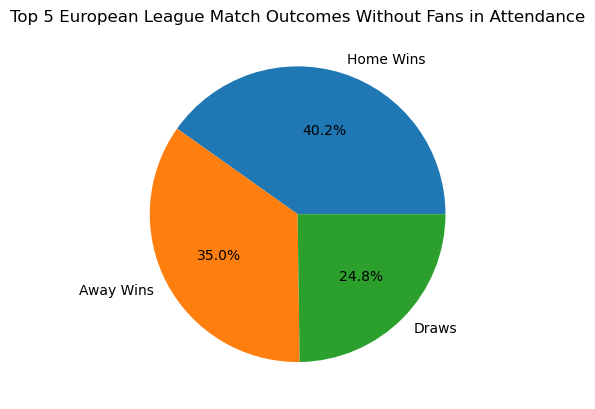 Top 5 European League Match Outcomes Without Fans in Attendance
Home Wins
40.2%
35.0%
Away Wins
24.8%
Draws